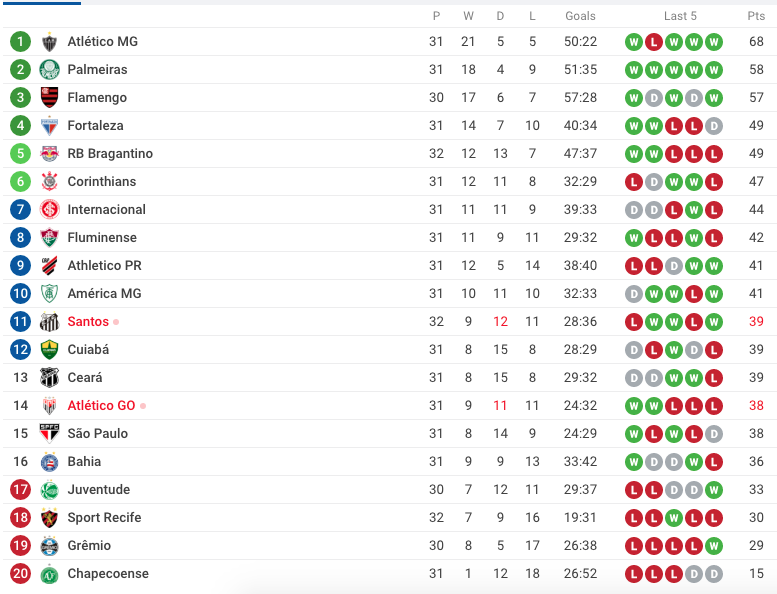 P W D L Goals Last 5 Pts
1 Atlético MG 31 21 5 5 50:22 W L W W W 68
2 Palmeiras 31 18 4 9 51:35 W W W W W 58
3 Flamengo 30 17 6 7 57:28 W D W D W 57
4 Fortaleza 31 14 7 10 40:34 W W L L D 49
5 RB Bragantino 32 12 13 7 47:37 W W L L L 49
6 Corinthians 31 12 11 8 32:29 L D W W L 47
7 Internacional 31 11 11 9 39:33 D D L W L 44
8 Fluminense 31 11 9 11 29:32 W L L W L 42
9 Athletico PR 31 12 5 14 38:40 L L D W W 41
10 América MG 31 10 11 10 32:33 D W W L W 41
11 Santos 32 9 12 11 28:36 L W W L W 39
12 Cuiabá 31 8 15 8 28:29 D L W D L 39
13 Ceará 31 8 15 8 29:32 D D W W L 39
14 Atlético GO 31 9 11 11 24:32 W W L L L 38
15 São Paulo 31 8 14 9 24:29 W L W L D 38
16 Bahia 31 9 9 13 33:42 W D D W L 36
17 Juventude 30 7 12 11 29:37 L L D D W 33
18 Sport Recife 32 7 9 16 19:31 L L W L L 30
19 Grêmio 30 8 5 17 26:38 L L L L W 29
20 Chapecoense 31 1 12 18 26:52 L L L D D 15